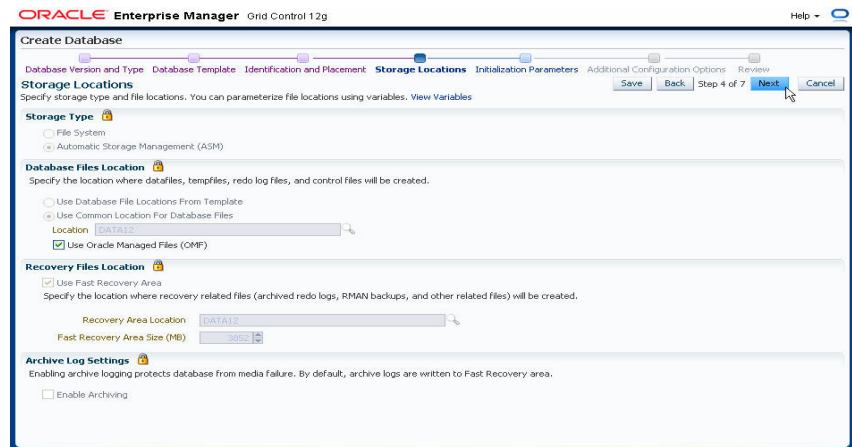 ORACLE Enterprise Manager Grid Control 12g Help
Create Database
Database Version and Type Database Template Identification and Placement Storage Locations Initialization Parameters Additional Configuration Options Review
Storage Locations Save Back Step 4 of 7 Next Cancel
Specify storage type and file locations. You can parameterize file locations using variables. View Variables
Storage Type
File System
Automatic Storage Management (ASM)
Database Files Location
Specify the location where datafiles, tempfiles, redo log files, and control files will be created.
Use Database File Locations From Template
Use Common Location For Database Files
Location DATA12
Use Oracle Managed Files (OMF)
Recovery Files Location
Use Fast Recovery Area
Specify the location where recovery related files (archived redo logs, RMAN backups, and other related files) will be created.
Recovery Area Location DATA12
Fast Recovery Area Size (MB) 3852
Archive Log Settings
Enabling archive logging protects database from media failure. By default, archive logs are written to Fast Recovery area.
Enable Archiving